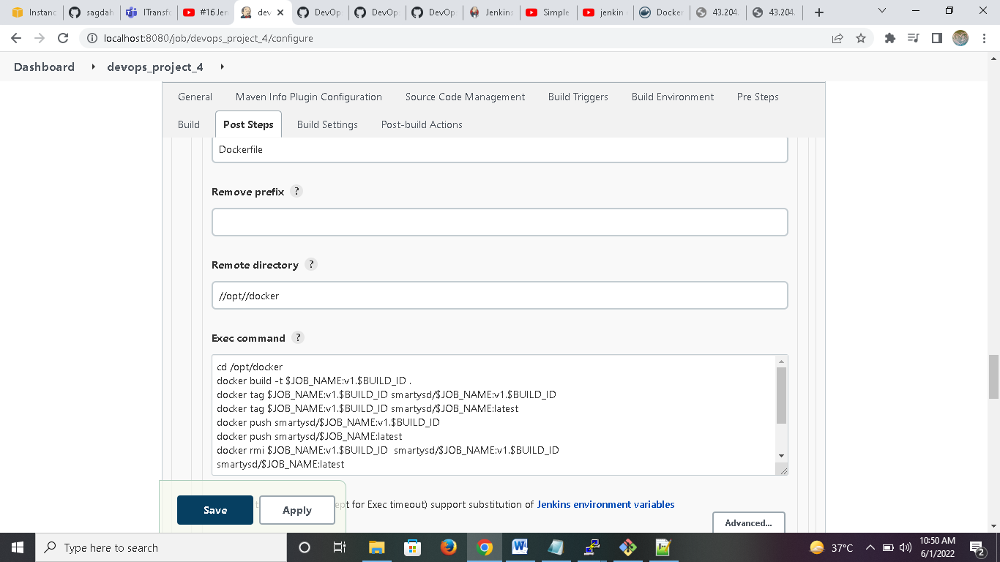 Instanc
sagdah
ITransfo
#16 Jen
dev
DevOp
DevOp
DevOp
Jenkins
Simple
jenkin
Docker
43.204.
43.204.
localhost:8080/job/devops_project_4/configure
Dashboard
devops_project_4
General
Maven Info Plugin Configuration
Source Code Management
Build Triggers
Build Environment
Pre Steps
Build
Post Steps
Build Settings
Post-build Actions
Dockerfile
Remove prefix ?
Remote directory ?
//opt//docker
Exec command ?
cd /opt/docker
docker build -t $JOB_NAME:v1.$BUILD_ID .
docker tag $JOB_NAME:v1.$BUILD_ID smartysd/$JOB_NAME:v1.$BUILD_ID
docker tag $JOB_NAME:v1.$BUILD_ID smartysd/$JOB_NAME:latest
docker push smartysd/$JOB_NAME:v1.$BUILD_ID
docker push smartysd/$JOB_NAME:latest
docker rmi $JOB_NAME:v1.$BUILD_ID  smartysd/$JOB_NAME:v1.$BUILD_ID
smartysd/$JOB_NAME:latest
for Exec timeout) support substitution of Jenkins environment variables
Save
Apply
Advanced...
Type here to search
37°C
10:50 AM
6/1/2022
2